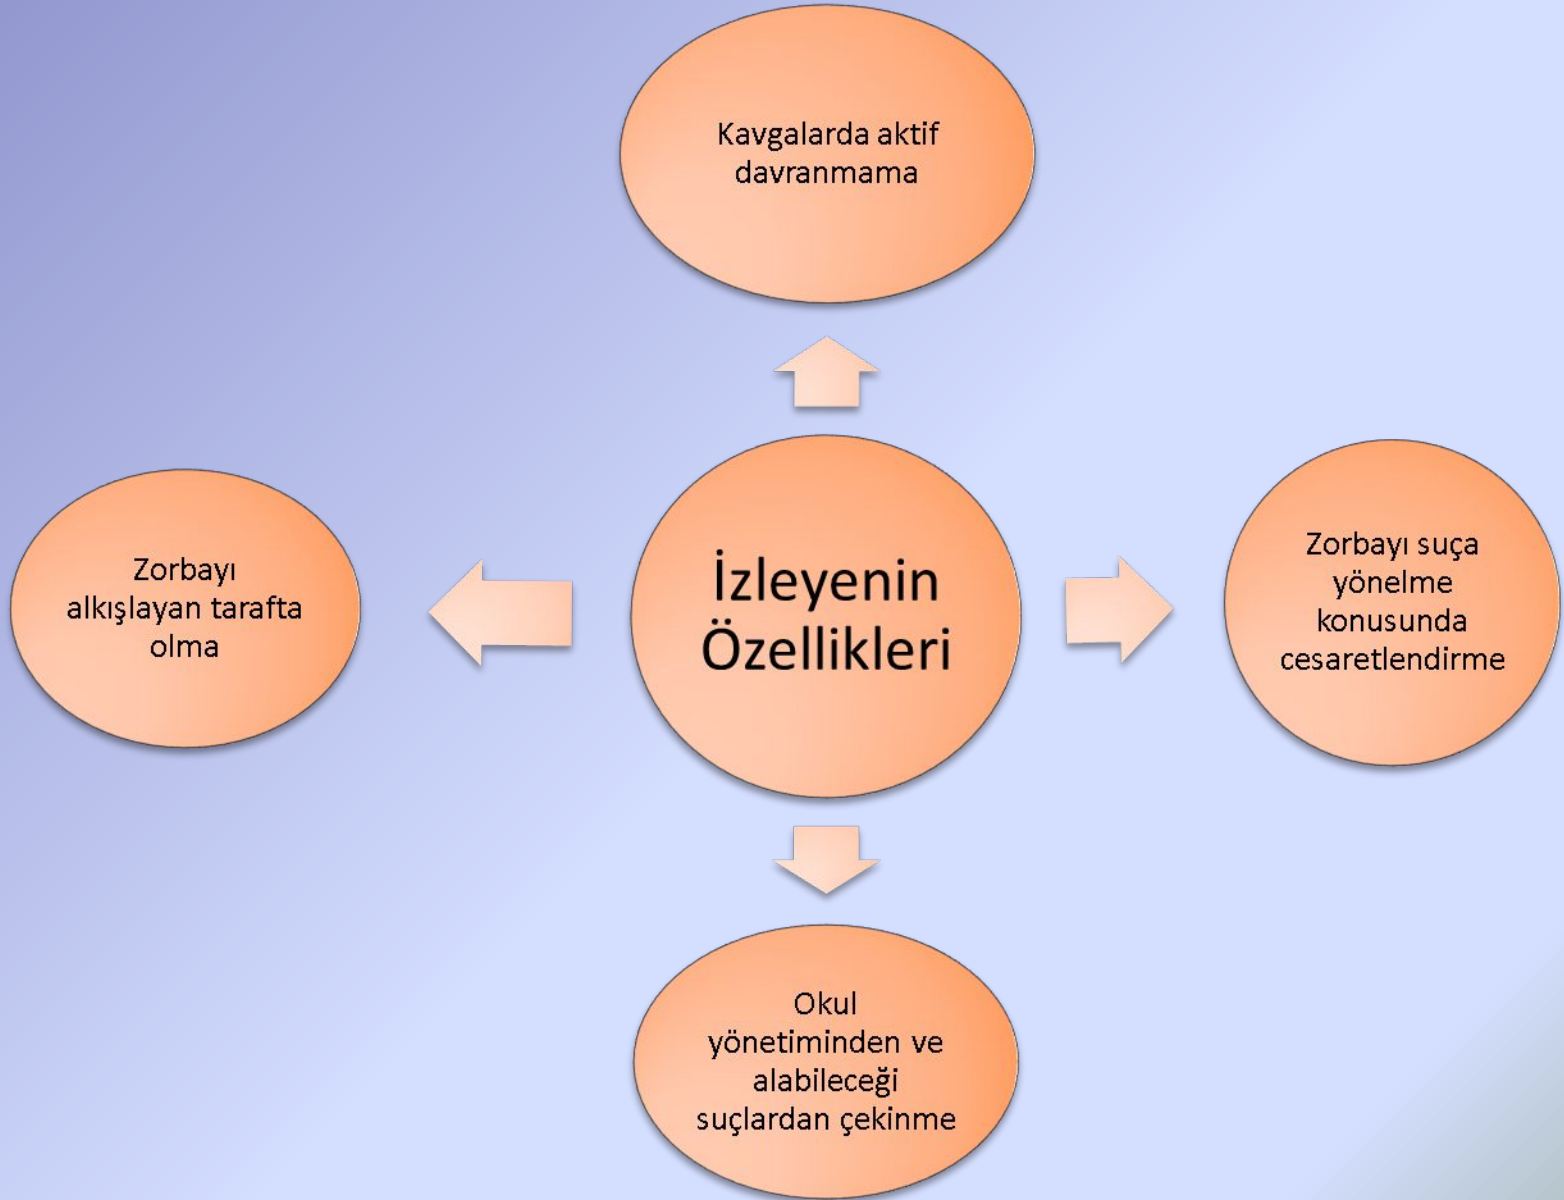 Kavgalarda aktif
davranmama
Zorbayı
alkışlayan tarafta
olma
İzleyenin
Özellikleri
Zorbayı suça
yönelme
konusunda
cesaretlendirme
Okul
yönetiminden ve
alabileceği
suçlardan çekinme